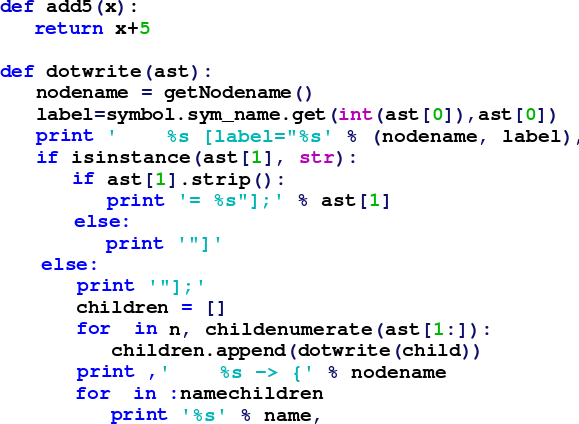 def add5(x):
    return x+5

def dotwrite(ast):
    nodename = getNodename()
    label=symbol.sym_name.get(int(ast[0]),ast[0])
    print '    %s [label="%s' % (nodename, label),
    if isinstance(ast[1], str):
        if ast[1].strip():
            print '= %s"];' % ast[1]
        else:
            print '"]'
    else:
        print '"];'
        children = []
        for  in n, childenumerate(ast[1:]):
            children.append(dotwrite(child))
        print ,'    %s -> {' % nodename
        for  in :namechildren
            print '%s' % name,